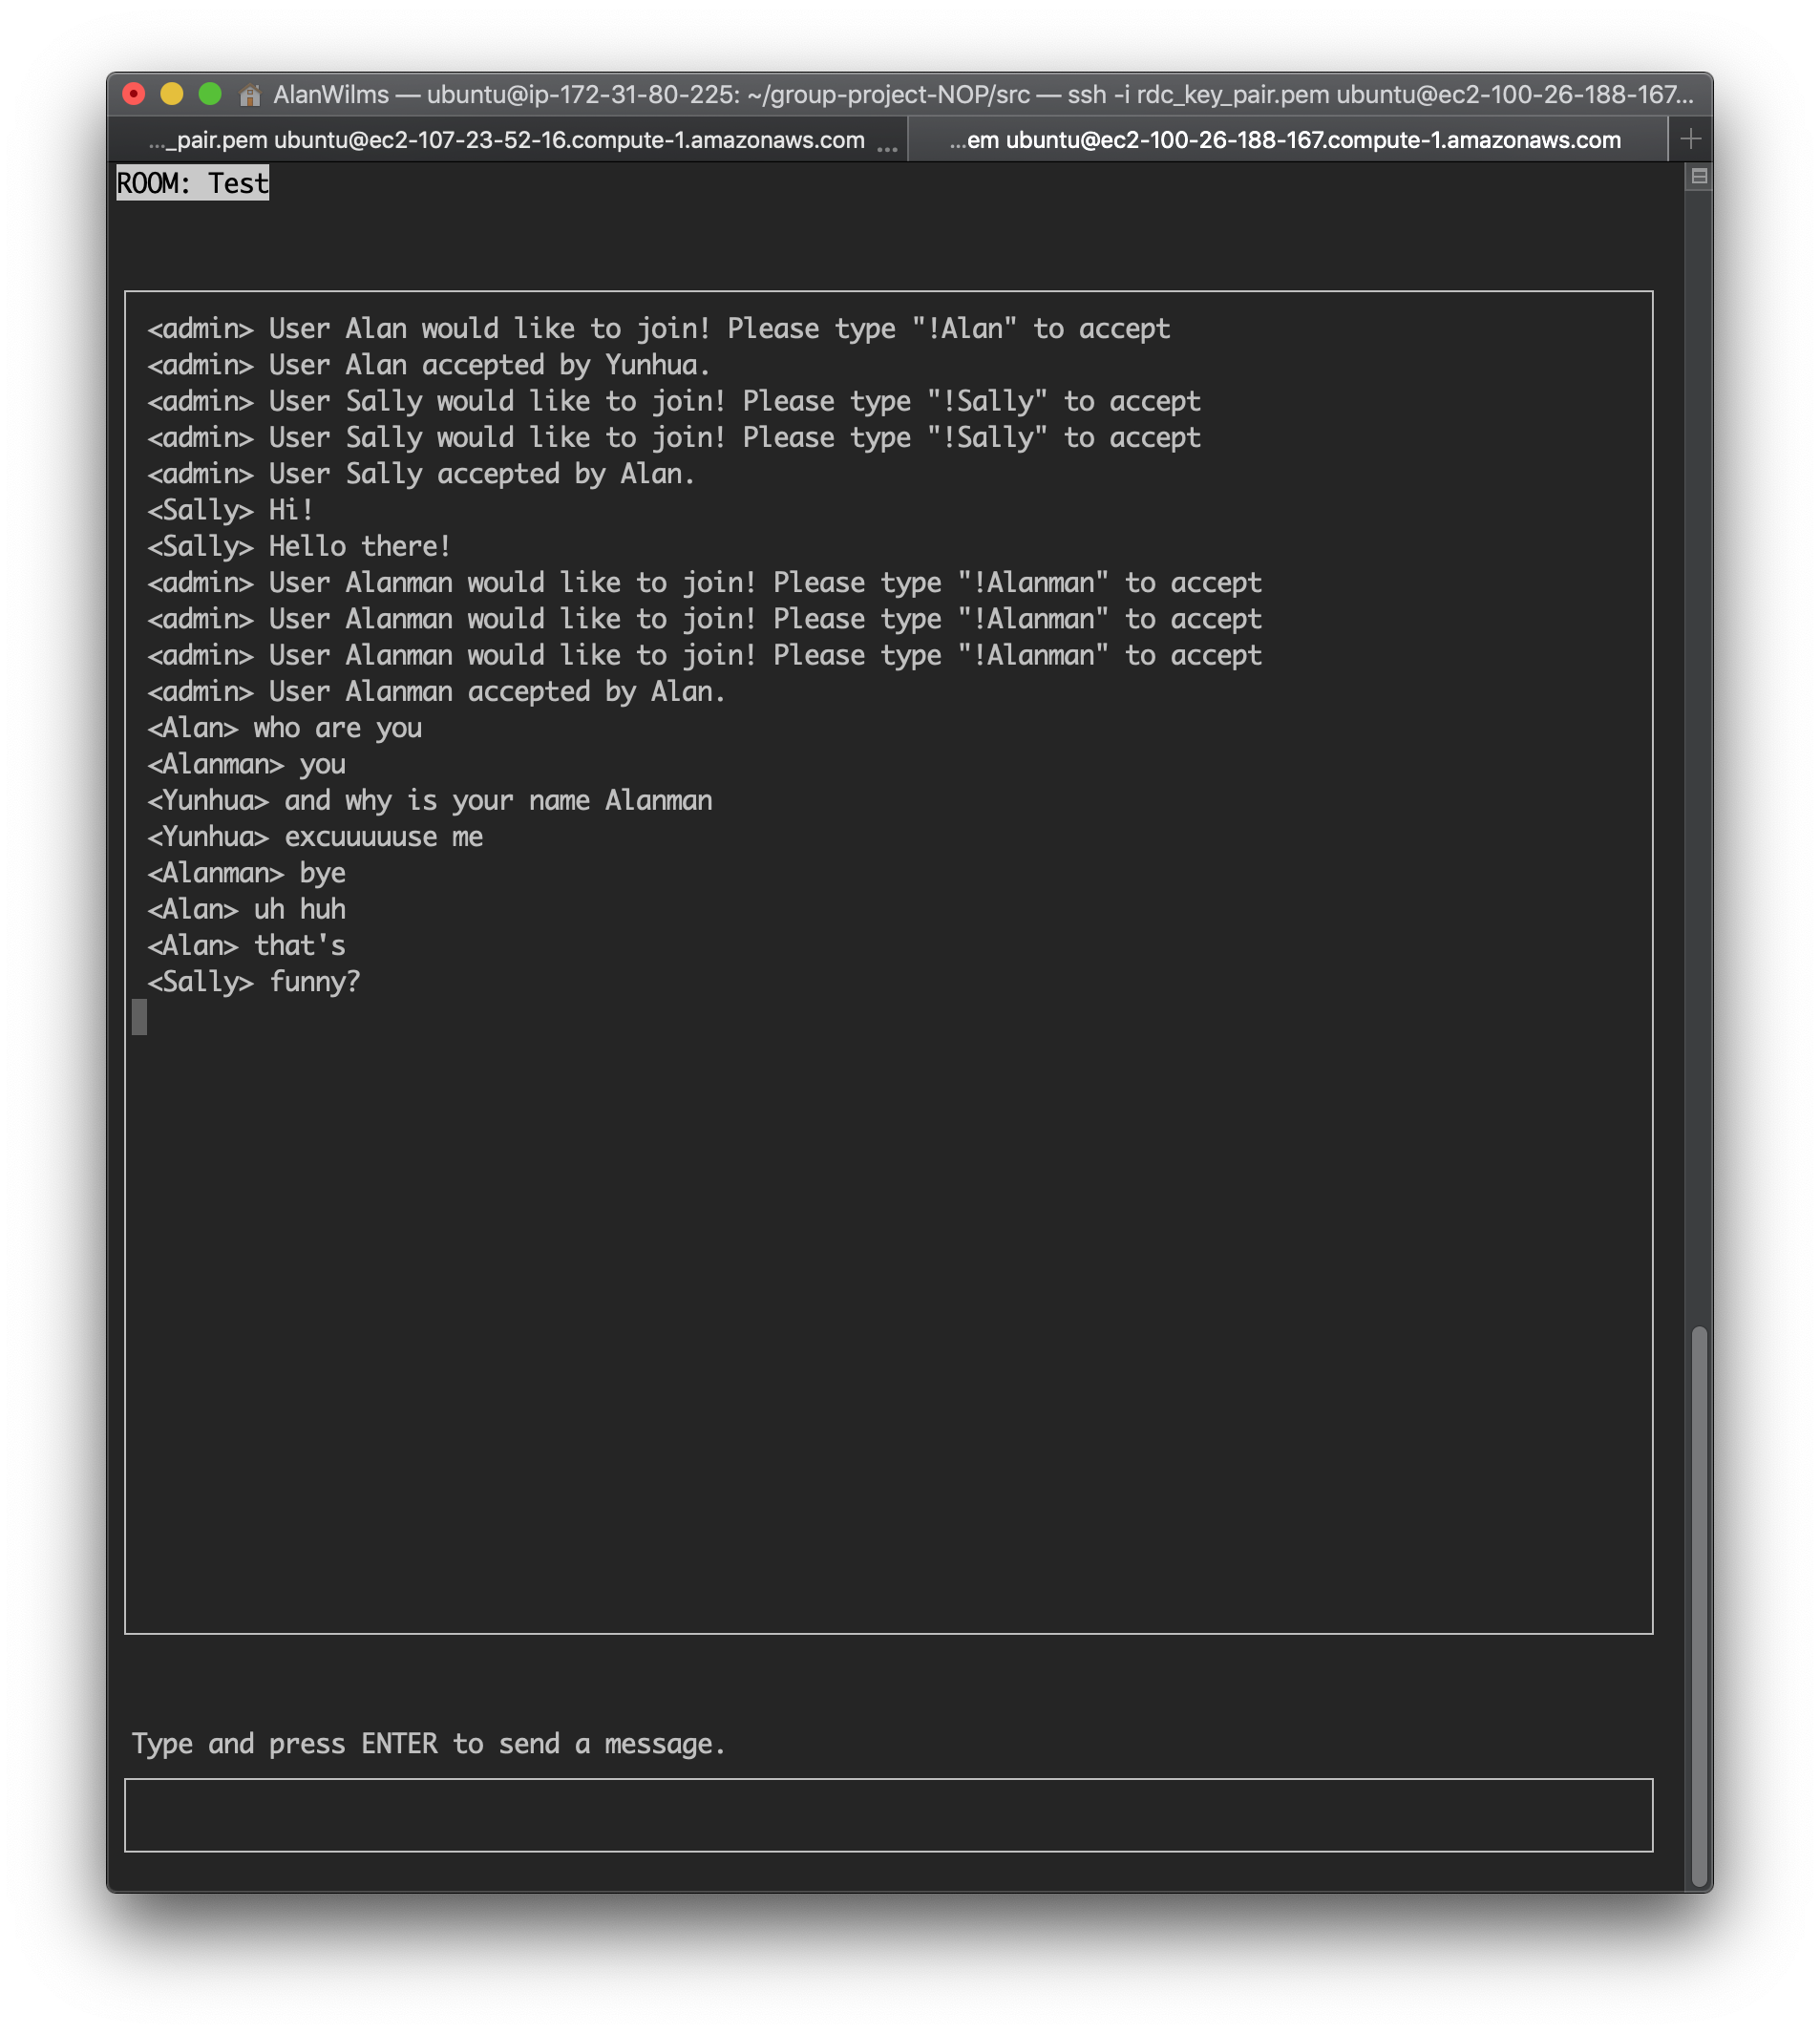 AlanWilms — ubuntu@ip-172-31-80-225: ~/group-project-NOP/src — ssh -i rdc_key_pair.pem ubuntu@ec2-100-26-188-167...
..._pair.pem ubuntu@ec2-107-23-52-16.compute-1.amazonaws.com ...
...em ubuntu@ec2-100-26-188-167.compute-1.amazonaws.com
ROOM: Test
<admin> User Alan would like to join! Please type "!Alan" to accept
<admin> User Alan accepted by Yunhua.
<admin> User Sally would like to join! Please type "!Sally" to accept
<admin> User Sally would like to join! Please type "!Sally" to accept
<admin> User Sally accepted by Alan.
<Sally> Hi!
<Sally> Hello there!
<admin> User Alanman would like to join! Please type "!Alanman" to accept
<admin> User Alanman would like to join! Please type "!Alanman" to accept
<admin> User Alanman would like to join! Please type "!Alanman" to accept
<admin> User Alanman accepted by Alan.
<Alan> who are you
<Alanman> you
<Yunhua> and why is your name Alanman
<Yunhua> excuuuuuse me
<Alanman> bye
<Alan> uh huh
<Alan> that's
<Sally> funny?
Type and press ENTER to send a message.